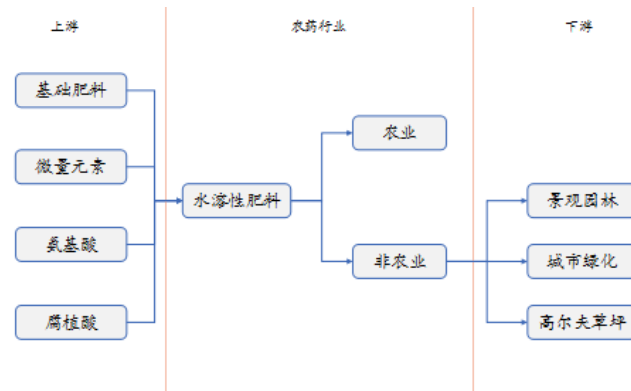 上游
农药行业
下游
基础肥料
微量元素
氨基酸
腐植酸
水溶性肥料
农业
非农业
景观园林
城市绿化
高尔夫草坪